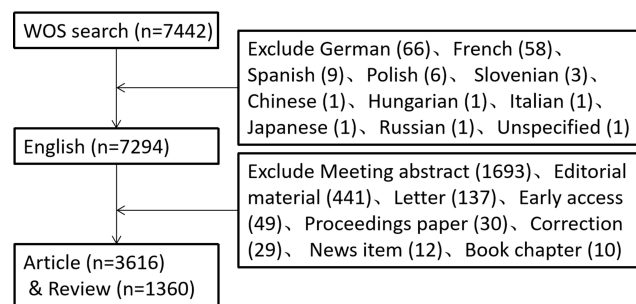 WOS search (n=7442)
Exclude German (66)、 French (58)、
Spanish (9)、 Polish (6)、 Slovenian (3)、
Chinese (1)、 Hungarian (1)、 Italian (1)、
Japanese (1)、 Russian (1)、 Unspecified (1)
English (n=7294)
Exclude Meeting abstract (1693)、 Editorial
material (441)、 Letter (137)、 Early access
(49)、 Proceedings paper (30)、 Correction
(29)、 News item (12)、 Book chapter (10)
Article (n=3616)
& Review (n=1360)